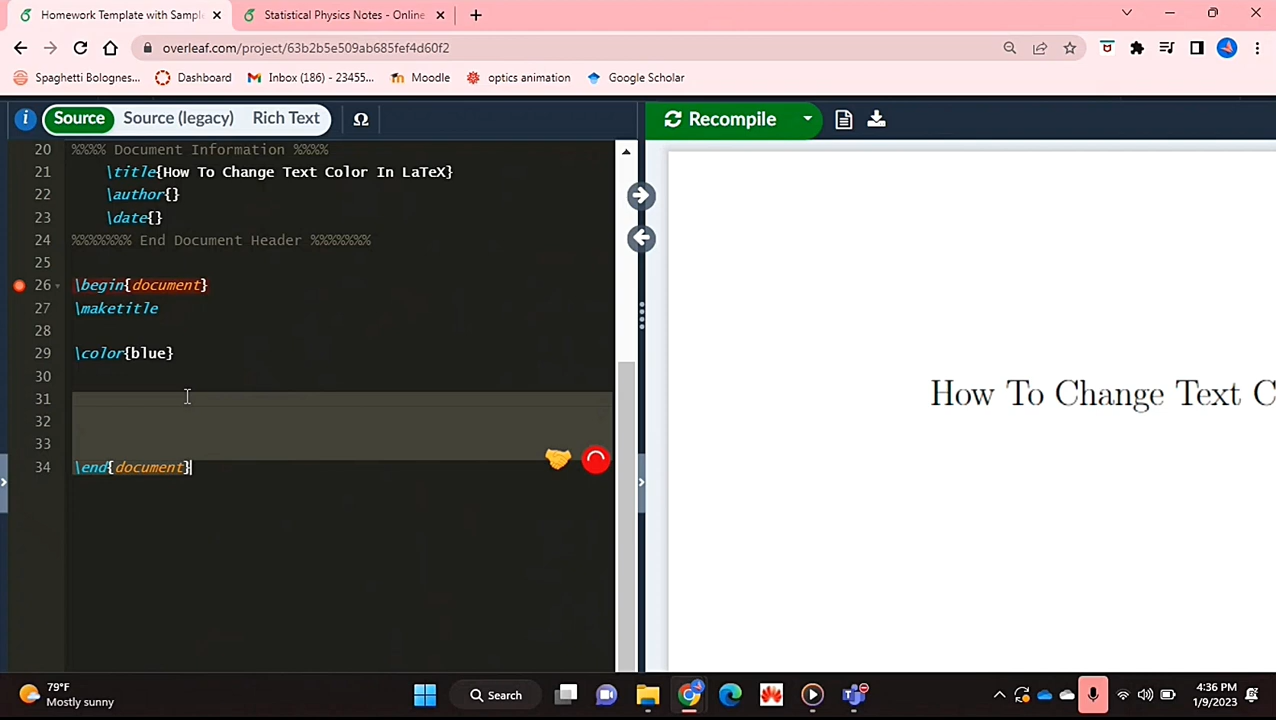 Homework Template with Sampl
Statistical Physics Notes - Online
overleaf.com/project/63b2b5e509ab685fef4d60f2
Spaghetti Bolognes...
Dashboard
Inbox (186) - 23455...
Moodle
optics animation
Google Scholar
Source
Source (legacy)
Rich Text
Ω
Recompile
20 %%%% Document Information %%%%
21 \title{How To Change Text Color In LaTeX}
22 \author{}
23 \date{}
24 %%%%%%% End Document Header %%%%%%%
25
26 \begin{document}
27 \maketitle
28
29 \color{blue}
30
31
32
33
34 \end{document}
How To Change Text C
79°F
Mostly sunny
Search
4:36 PM
1/9/2023